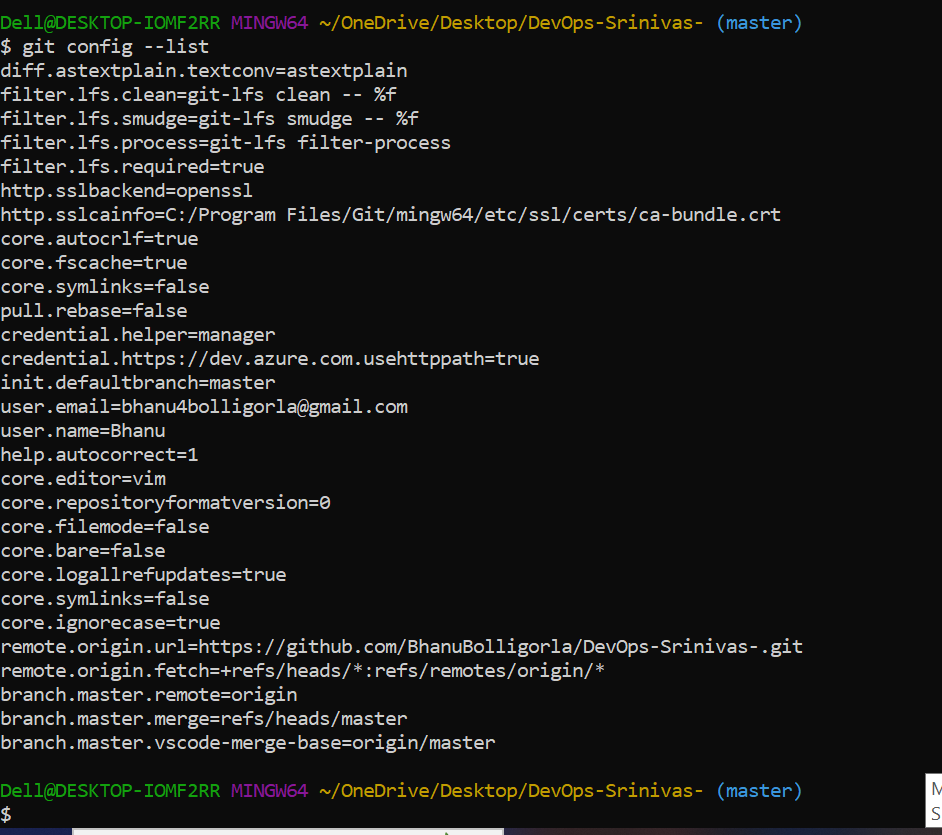 Dell@DESKTOP-IOMF2RR MINGW64 ~/OneDrive/Desktop/DevOps-Srinivas- (master)
$ git config --list
diff.astextplain.textconv=astextplain
filter.lfs.clean=git-lfs clean -- %f
filter.lfs.smudge=git-lfs smudge -- %f
filter.lfs.process=git-lfs filter-process
filter.lfs.required=true
http.sslbackend=openssl
http.sslcainfo=C:/Program Files/Git/mingw64/etc/ssl/certs/ca-bundle.crt
core.autocrlf=true
core.fscache=true
core.symlinks=false
pull.rebase=false
credential.helper=manager
credential.https://dev.azure.com.usehttppath=true
init.defaultbranch=master
user.email=bhanu4bolligorla@gmail.com
user.name=Bhanu
help.autocorrect=1
core.editor=vim
core.repositoryformatversion=0
core.filemode=false
core.bare=false
core.logallrefupdates=true
core.symlinks=false
core.ignorecase=true
remote.origin.url=https://github.com/BhanuBolligorla/DevOps-Srinivas-.git
remote.origin.fetch=+refs/heads/*:refs/remotes/origin/*
branch.master.remote=origin
branch.master.merge=refs/heads/master
branch.master.vscode-merge-base=origin/master
Dell@DESKTOP-IOMF2RR MINGW64 ~/OneDrive/Desktop/DevOps-Srinivas- (master)
$